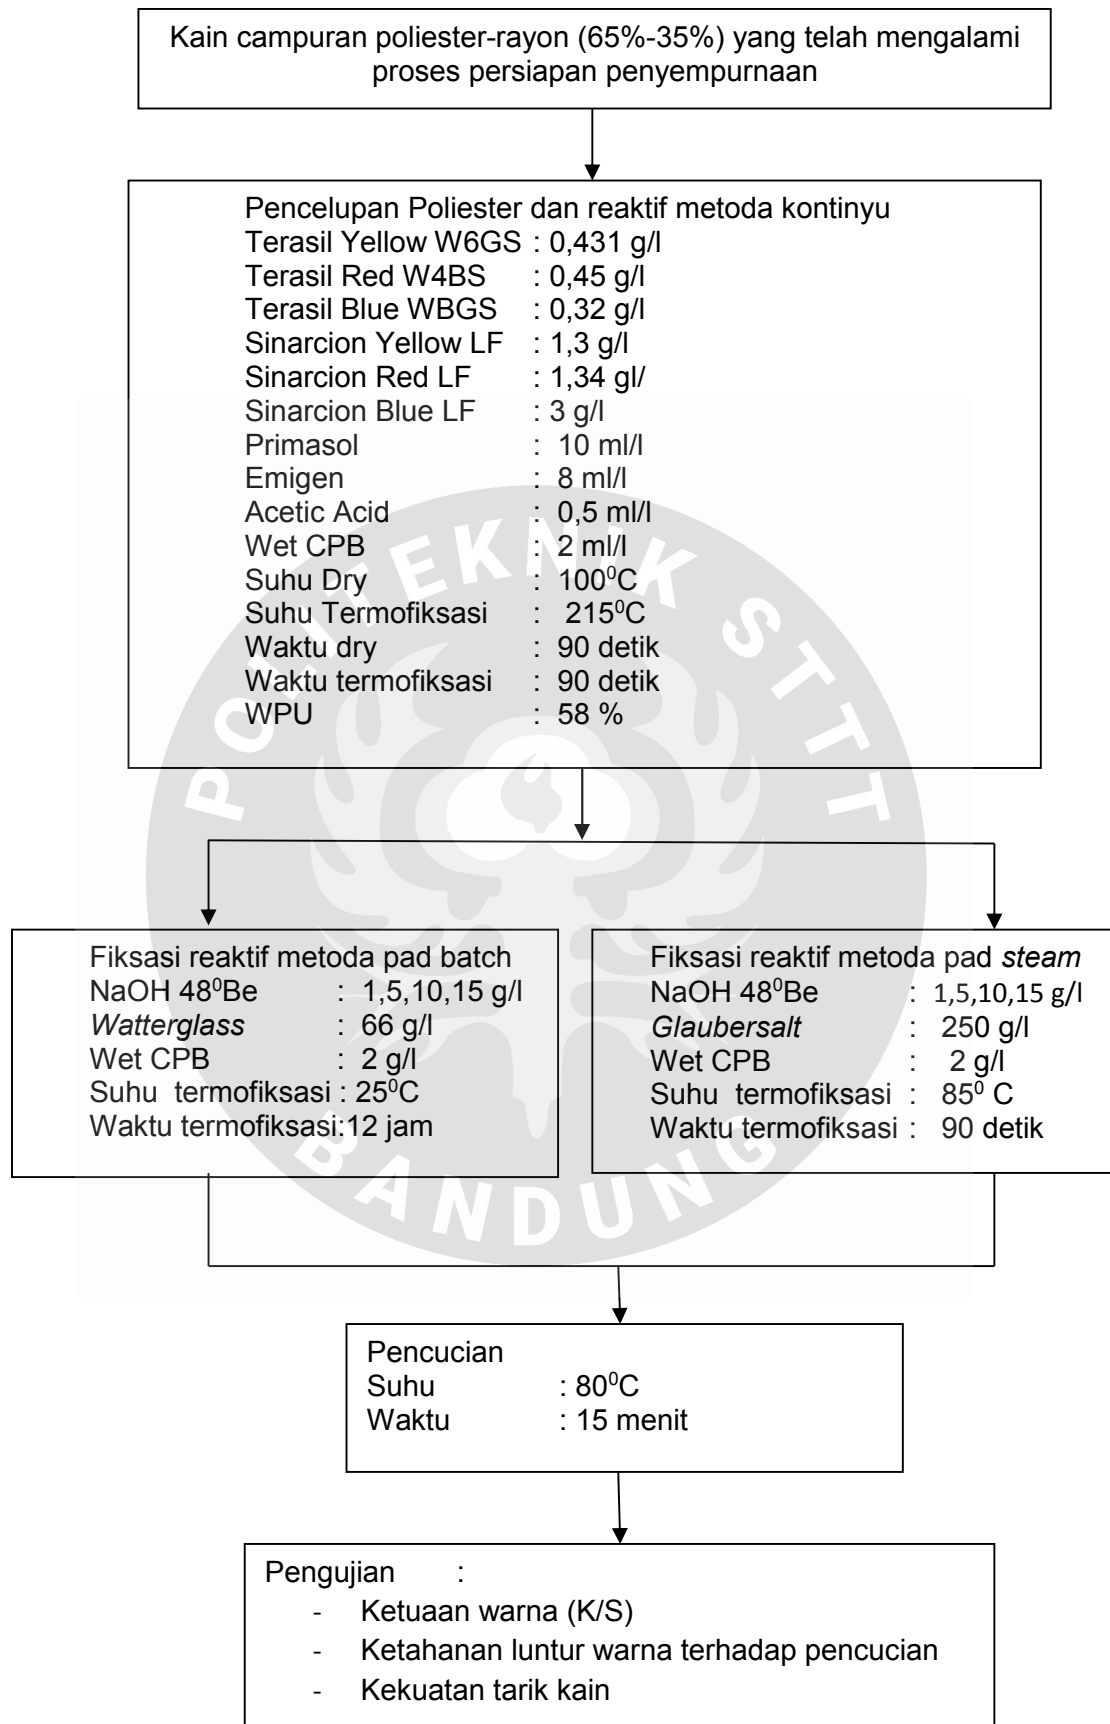 Kain campuran poliester-rayon (65%-35%) yang telah mengalami
proses persiapan penyempurnaan
Pencelupan Poliester dan reaktif metoda kontinyu
Terasil Yellow W6GS : 0,431 g/l
Terasil Red W4BS : 0,45 g/l
Terasil Blue WBGS : 0,32 g/l
Sinarcion Yellow LF : 1,3 g/l
Sinarcion Red LF : 1,34 gl/
Sinarcion Blue LF : 3 g/l
Primasol : 10 ml/l
Emigen : 8 ml/l
Acetic Acid : 0,5 ml/l
Wet CPB : 2 ml/l
Suhu Dry : 100⁰C
Suhu Termofiksasi : 215⁰C
Waktu dry : 90 detik
Waktu termofiksasi : 90 detik
WPU : 58 %
Fiksasi reaktif metoda pad batch
NaOH 48⁰Be : 1,5,10,15 g/l
Watterglass : 66 g/l
Wet CPB : 2 g/l
Suhu termofiksasi : 25⁰C
Waktu termofiksasi:12 jam
Fiksasi reaktif metoda pad steam
NaOH 48⁰Be : 1,5,10,15 g/l
Glaubersalt : 250 g/l
Wet CPB : 2 g/l
Suhu termofiksasi : 85⁰ C
Waktu termofiksasi : 90 detik
Pencucian
Suhu : 80⁰C
Waktu : 15 menit
Pengujian :
- Ketuaan warna (K/S)
- Ketahanan luntur warna terhadap pencucian
- Kekuatan tarik kain
POLITEKNIK STTT
BANDUNG